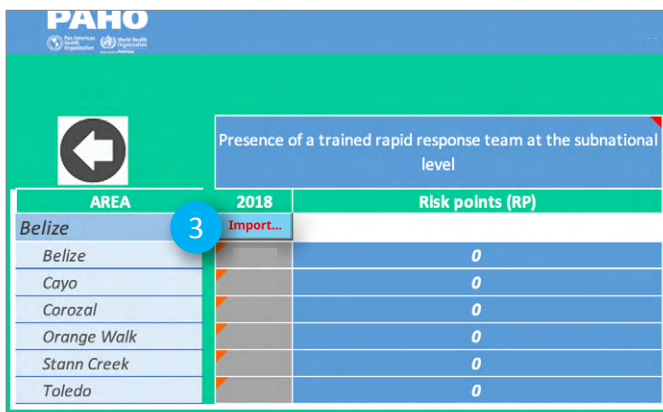 PAHO
Pan American
Health
Organization
World Health
Organization
Presence of a trained rapid response team at the subnational
level
AREA 2018 Risk points (RP)
Belize 3 Import...
Belize 0
Cayo 0
Corozal 0
Orange Walk 0
Stann Creek 0
Toledo 0